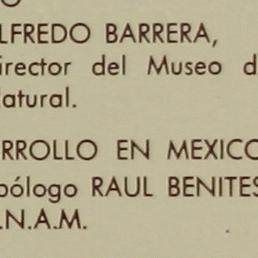 O
LFREDO BARRERA,
irector del Museo d
latural.
RROLLO EN MEXICO
pólogo RAUL BENITES
.N.A.M.